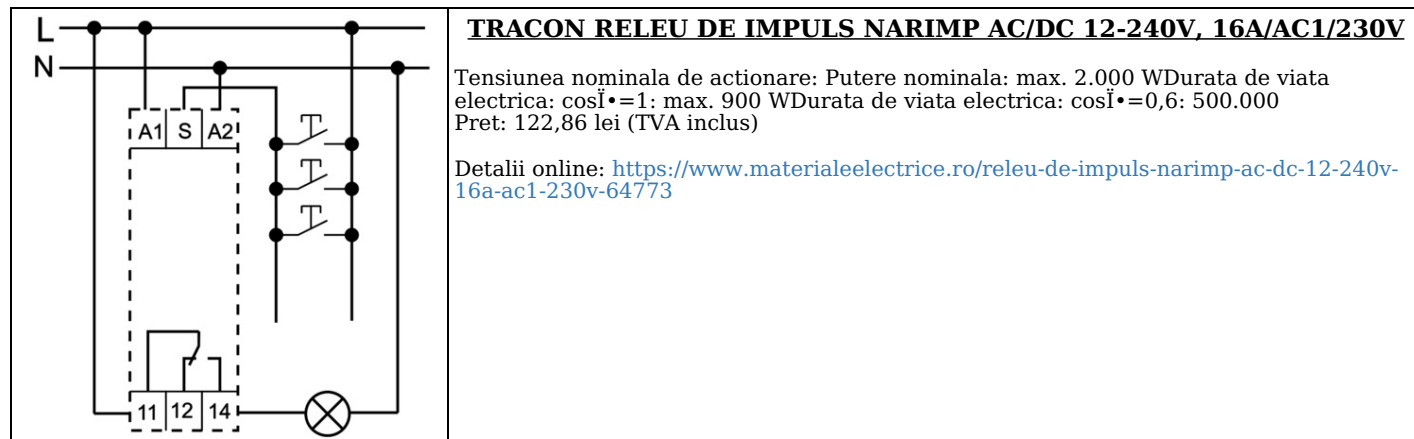 L
N
A1 S A2
11 12 14
TRACON RELEU DE IMPULS NARIMP AC/DC 12-240V, 16A/AC1/230V
Tensiunea nominala de actionare: Putere nominala: max. 2.000 WDurata de viata
electrica: cosÏ•=1: max. 900 WDurata de viata electrica: cosÏ•=0,6: 500.000
Pret: 122,86 lei (TVA inclus)
Detalii online: https://www.materialeelectrice.ro/releu-de-impuls-narimp-ac-dc-12-240v-
16a-ac1-230v-64773